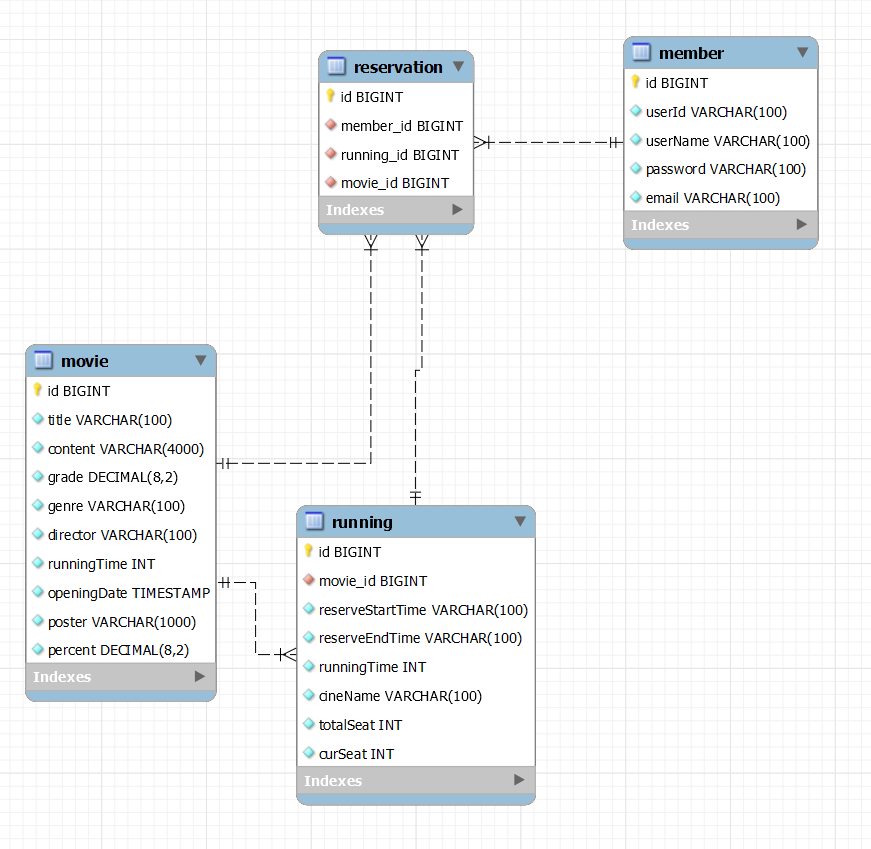 reservation
id BIGINT
member_id BIGINT
running_id BIGINT
movie_id BIGINT
Indexes
member
id BIGINT
userId VARCHAR(100)
userName VARCHAR(100)
password VARCHAR(100)
email VARCHAR(100)
Indexes
movie
id BIGINT
title VARCHAR(100)
content VARCHAR(4000)
grade DECIMAL(8,2)
genre VARCHAR(100)
director VARCHAR(100)
runningTime INT
openingDate TIMESTAMP
poster VARCHAR(1000)
percent DECIMAL(8,2)
Indexes
running
id BIGINT
movie_id BIGINT
reserveStartTime VARCHAR(100)
reserveEndTime VARCHAR(100)
runningTime INT
cineName VARCHAR(100)
totalSeat INT
curSeat INT
Indexes